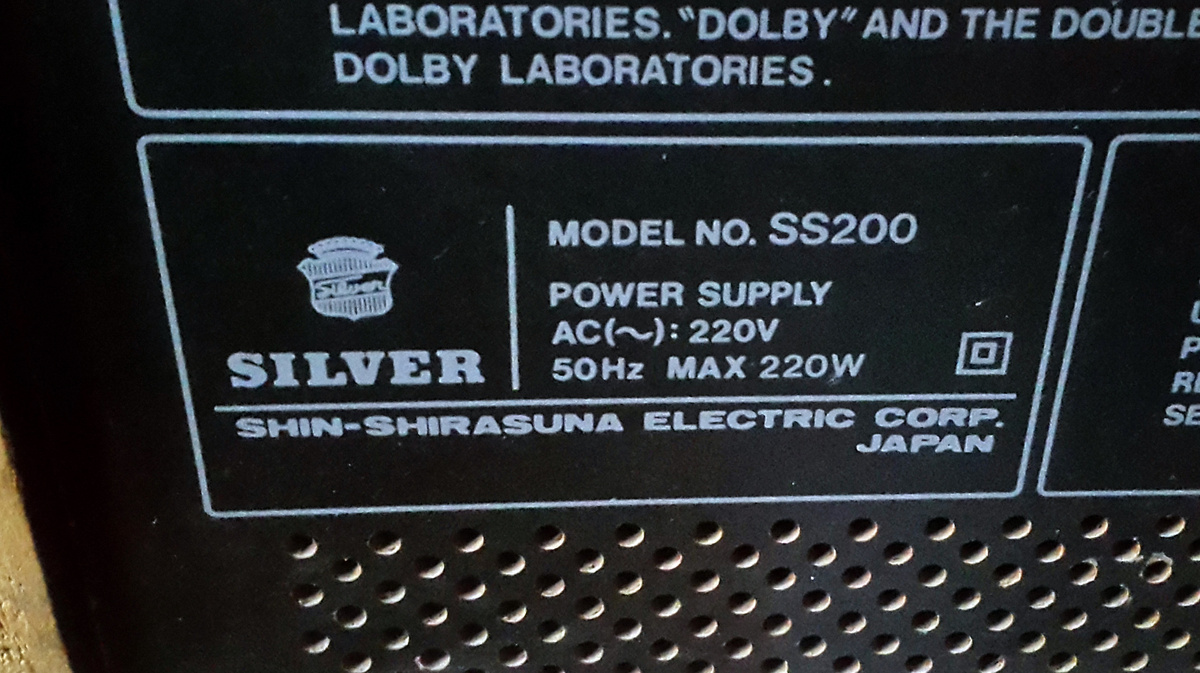 LABORATORIES. "DOLBY" AND THE DOUBLE
DOLBY LABORATORIES.
Silver
SILVER
MODEL NO. SS200
POWER SUPPLY
AC(～): 220V
50Hz MAX 220W
SHIN-SHIRASUNA ELECTRIC CORP.
JAPAN